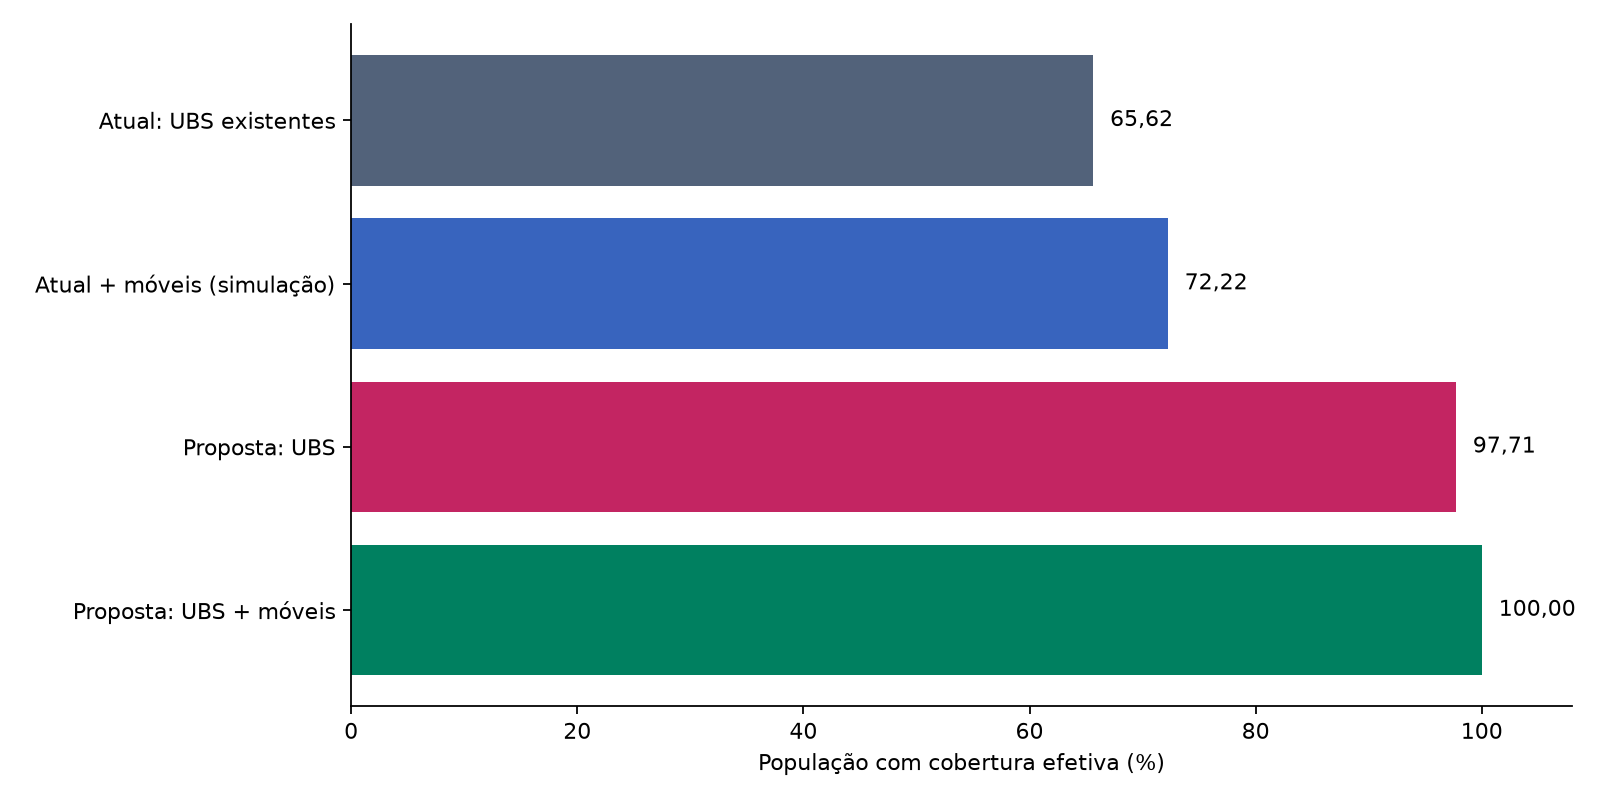 Atual: UBS existentes
65,62
Atual + móveis (simulação)
72,22
Proposta: UBS
97,71
Proposta: UBS + móveis
100,00
0 20 40 60 80 100
População com cobertura efetiva (%)